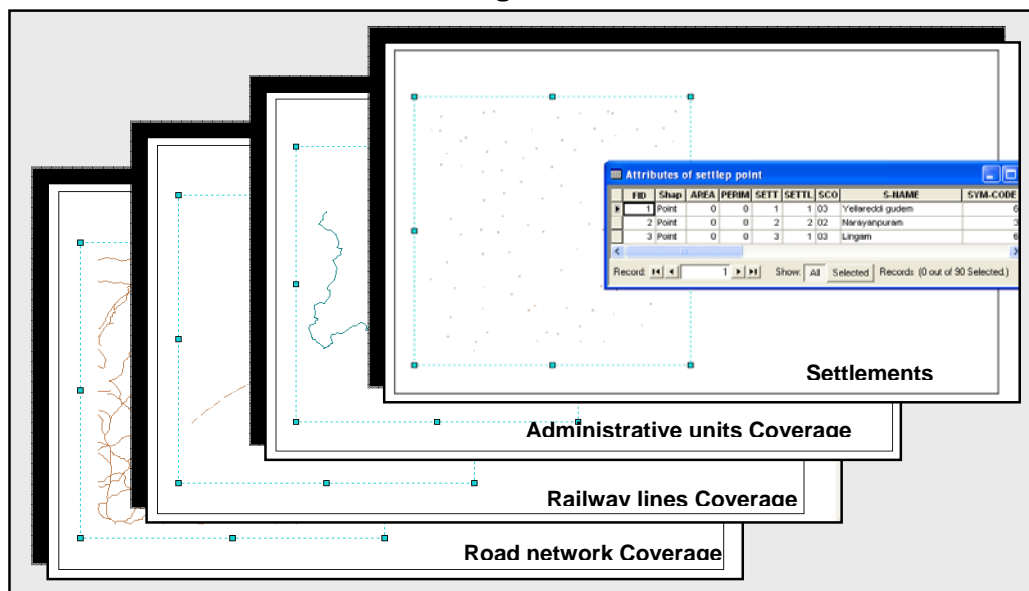 Attributes of settlep point
FID Shap AREA PERIM SETT SETTL SCO S-NAME SYM-CODE
1 Point 0 0 1 1 03 Yellareddi gudem 6
2 Point 0 0 2 2 02 Narayanpuram 3
3 Point 0 0 3 1 03 Lingam 6
Record: 1 Show: All Selected Records (0 out of 90 Selected.)
Settlements
Administrative units Coverage
Railway lines Coverage
Road network Coverage